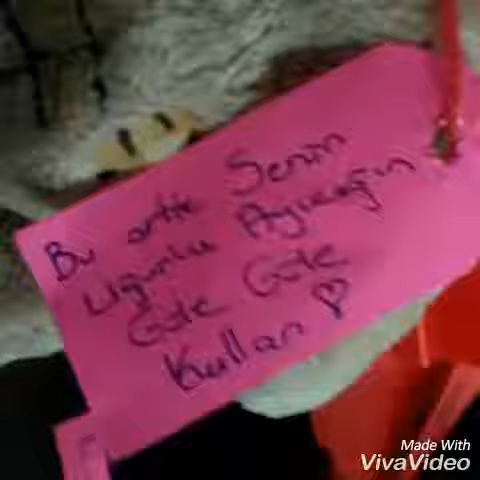 Bu artık Senin
Uğurlu Ayıcığın
Güle Güle
Kullan ♡
Made With
VivaVideo